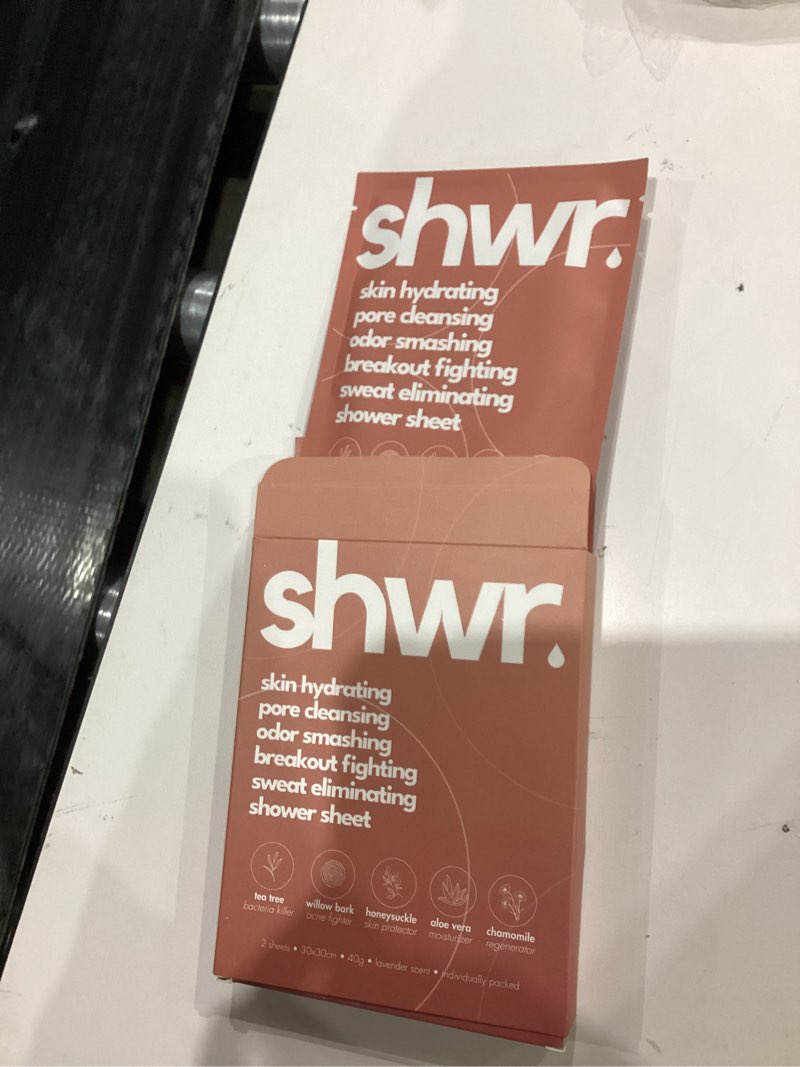 shwr.
skin hydrating
pore cleansing
odor smashing
breakout fighting
sweat eliminating
shower sheet
shwr.
skin hydrating
pore cleansing
odor smashing
breakout fighting
sweat eliminating
shower sheet
tea tree
bacteria killer
willow bark
acne fighter
honeysuckle
skin protector
aloe vera
moisturizer
chamomile
regenerator
2 sheets • 30x30cm • 40g • lavender scent • individually packed